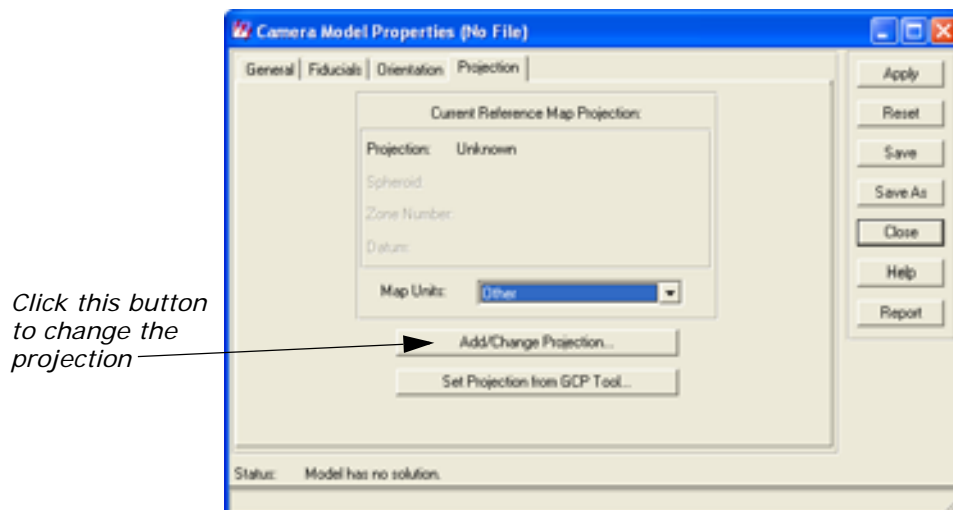 Camera Model Properties (No File)
General Fiducials Orientation Projection
Current Reference Map Projection:
Projection: Unknown
Spheroid:
Zone Number:
Datum:
Map Units: Other
Add/Change Projection...
Set Projection from GCP Tool...
Status: Model has no solution.
Apply
Reset
Save
Save As
Close
Help
Report
Click this button
to change the
projection